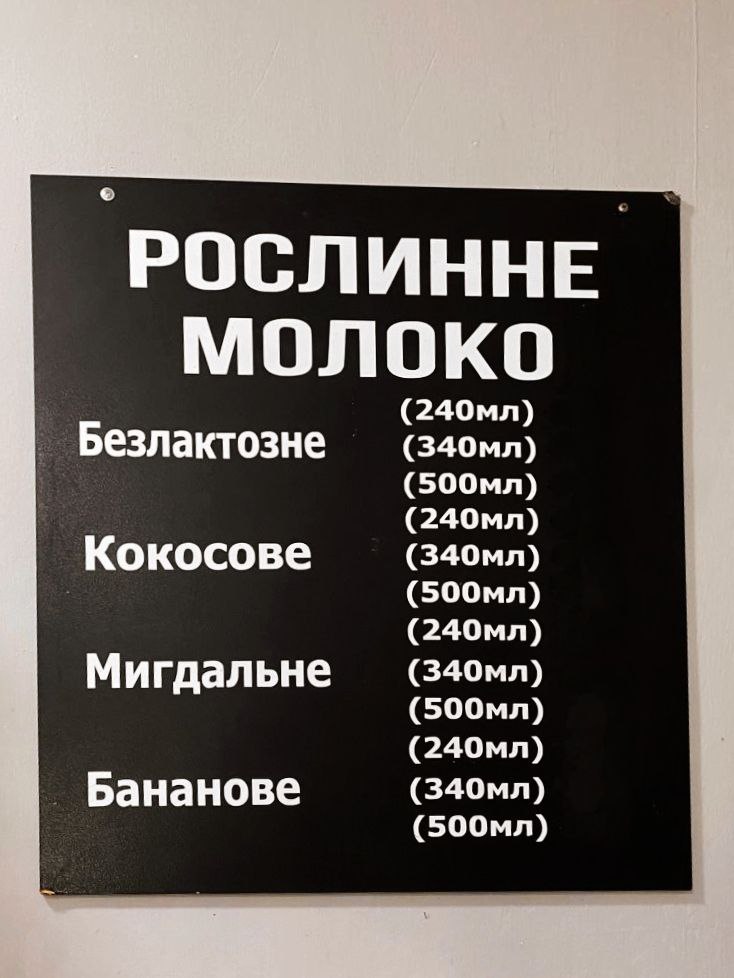 РОСЛИННЕ
МОЛОКО
(240мл)
Безлактозне (340мл)
(500мл)
(240мл)
Кокосове (340мл)
(500мл)
(240мл)
Мигдальне (340мл)
(500мл)
(240мл)
Бананове (340мл)
(500мл)